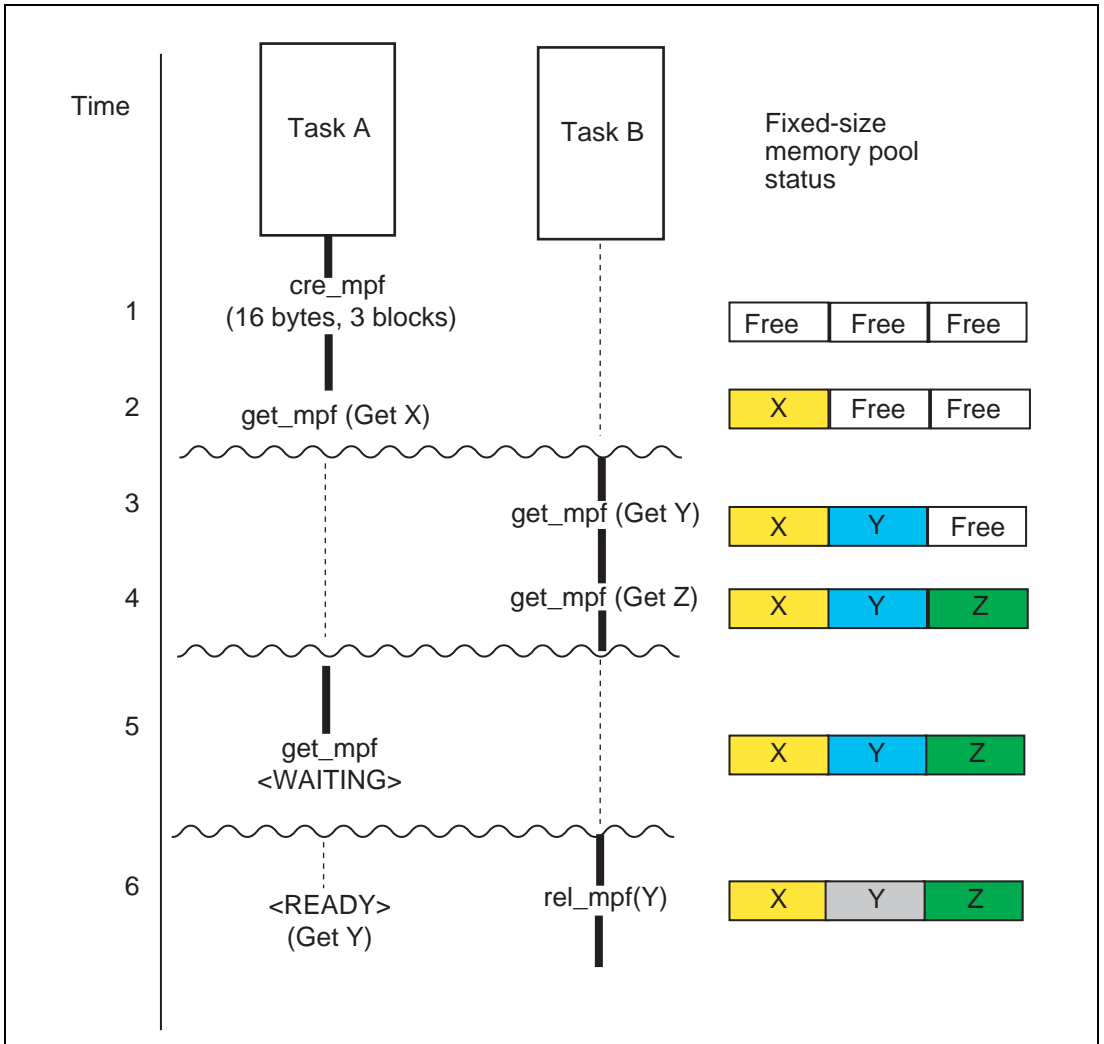 Time
Task A
Task B
Fixed-size
memory pool
status
1
cre_mpf
(16 bytes, 3 blocks)
Free Free Free
2
get_mpf (Get X)
X Free Free
3
get_mpf (Get Y)
X Y Free
4
get_mpf (Get Z)
X Y Z
5
get_mpf
<WAITING>
X Y Z
6
<READY>
(Get Y)
rel_mpf(Y)
X Y Z